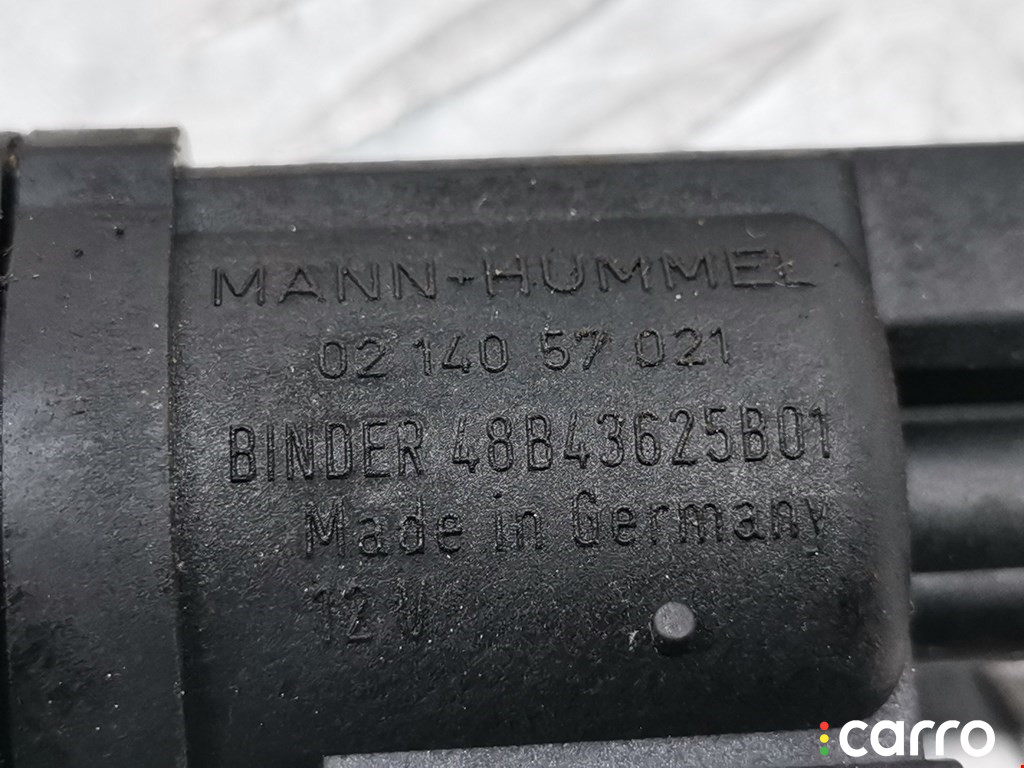 MANN+HUMMEL
02 140 57 021
BINDER 48B43625B01
Made in Germany
12 V
carro